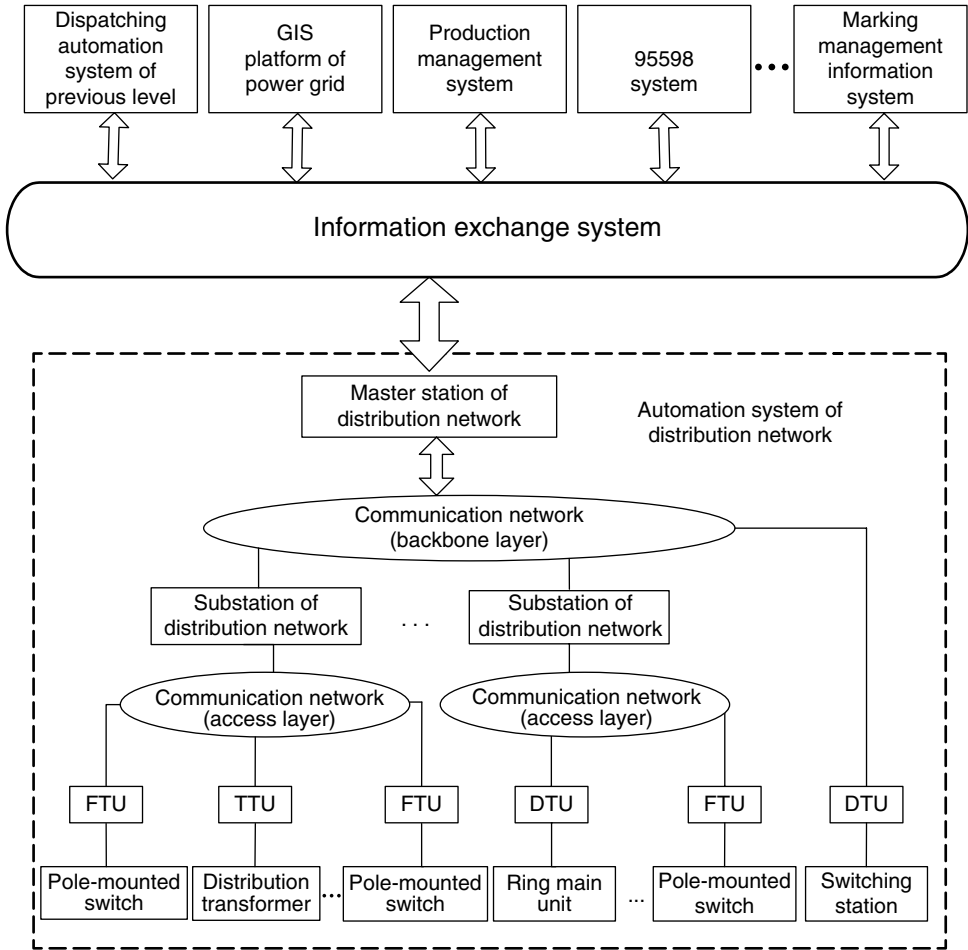 Dispatching
automation
system of
previous level
GIS
platform of
power grid
Production
management
system
95598
system
•••
Marking
management
information
system
Information exchange system
Master station of
distribution network
Automation system of
distribution network
Communication network
(backbone layer)
Substation of
distribution network
. . .
Substation of
distribution network
Communication network
(access layer)
Communication network
(access layer)
FTU
TTU
FTU
DTU
FTU
DTU
Pole-mounted
switch
Distribution
transformer
...
Pole-mounted
switch
Ring main
unit
...
Pole-mounted
switch
Switching
station